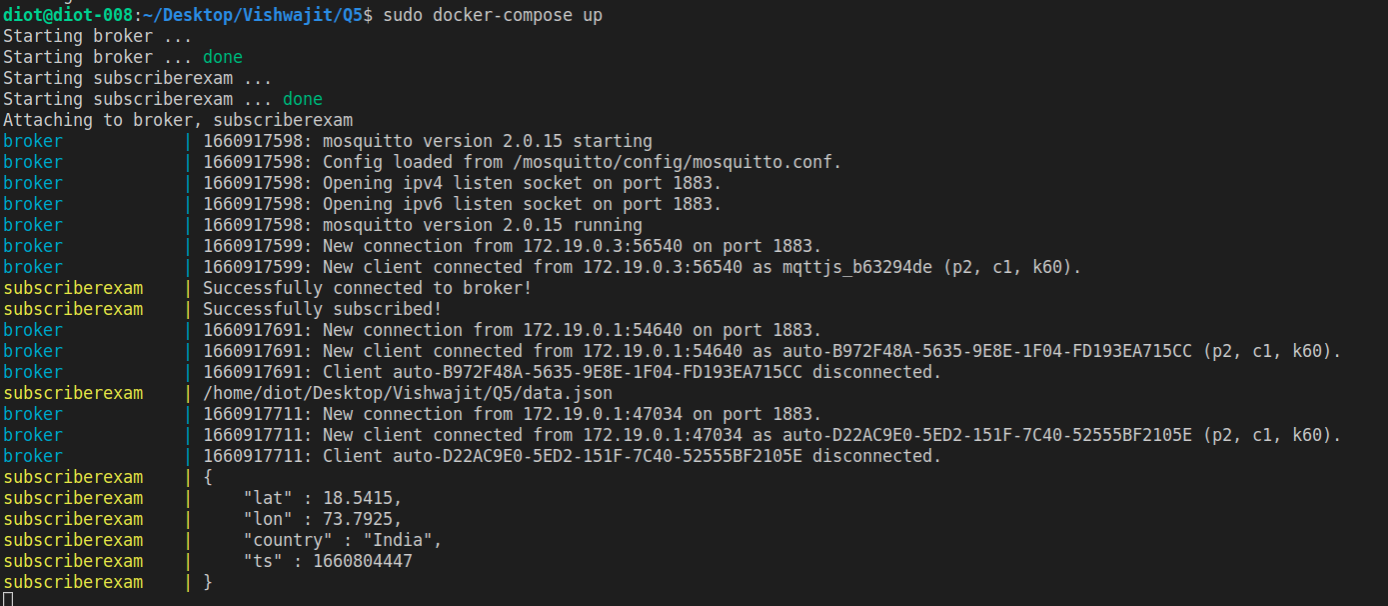 diot@diot-008:~/Desktop/Vishwajit/Q5$ sudo docker-compose up
Starting broker ...
Starting broker ... done
Starting subscriberexam ...
Starting subscriberexam ... done
Attaching to broker, subscriberexam
broker            | 1660917598: mosquitto version 2.0.15 starting
broker            | 1660917598: Config loaded from /mosquitto/config/mosquitto.conf.
broker            | 1660917598: Opening ipv4 listen socket on port 1883.
broker            | 1660917598: Opening ipv6 listen socket on port 1883.
broker            | 1660917598: mosquitto version 2.0.15 running
broker            | 1660917599: New connection from 172.19.0.3:56540 on port 1883.
broker            | 1660917599: New client connected from 172.19.0.3:56540 as mqttjs_b63294de (p2, c1, k60).
subscriberexam    | Successfully connected to broker!
subscriberexam    | Successfully subscribed!
broker            | 1660917691: New connection from 172.19.0.1:54640 on port 1883.
broker            | 1660917691: New client connected from 172.19.0.1:54640 as auto-B972F48A-5635-9E8E-1F04-FD193EA715CC (p2, c1, k60).
broker            | 1660917691: Client auto-B972F48A-5635-9E8E-1F04-FD193EA715CC disconnected.
subscriberexam    | /home/diot/Desktop/Vishwajit/Q5/data.json
broker            | 1660917711: New connection from 172.19.0.1:47034 on port 1883.
broker            | 1660917711: New client connected from 172.19.0.1:47034 as auto-D22AC9E0-5ED2-151F-7C40-52555BF2105E (p2, c1, k60).
broker            | 1660917711: Client auto-D22AC9E0-5ED2-151F-7C40-52555BF2105E disconnected.
subscriberexam    | {
subscriberexam    |     "lat" : 18.5415,
subscriberexam    |     "lon" : 73.7925,
subscriberexam    |     "country" : "India",
subscriberexam    |     "ts" : 1660804447
subscriberexam    | }